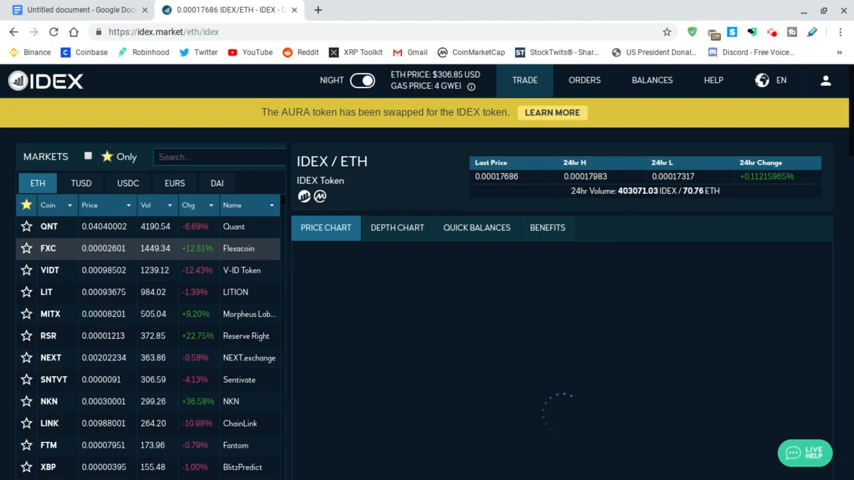 Untitled document - Google Doc
0.00017686 IDEX/ETH - IDEX - D
https://idex.market/eth/idex
Off
Binance
Coinbase
Robinhood
Twitter
YouTube
Reddit
XRP Toolkit
Gmail
CoinMarketCap
ST StockTwits® - Shar...
US President Donal...
Discord - Free Voice...
IDEX
NIGHT
ETH PRICE: $306.85 USD
GAS PRICE: 4 GWEI
TRADE
ORDERS
BALANCES
HELP
EN
The AURA token has been swapped for the IDEX token. LEARN MORE
MARKETS
Only
Search...
ETH TUSD USDC EURS DAI
Coin Price Vol Chg Name
QNT 0.04040002 4190.54 -6.69% Quant
FXC 0.00002601 1449.34 +12.81% Flexacoin
VIDT 0.00098502 1239.12 -12.43% V-ID Token
LIT 0.00093675 984.02 -1.39% LITION
MITX 0.00008201 505.04 +9.20% Morpheus Lab...
RSR 0.00001213 372.85 +22.75% Reserve Right
NEXT 0.00202234 363.86 -0.58% NEXT.exchange
SNTVT 0.0000091 306.59 -4.13% Sentivate
NKN 0.00030001 299.26 +36.58% NKN
LINK 0.00988001 264.20 -10.98% ChainLink
FTM 0.00007951 173.96 -0.79% Fantom
XBP 0.00000395 155.48 -1.00% BlitzPredict
IDEX / ETH
IDEX Token
Last Price 24hr H 24hr L 24hr Change
0.00017686 0.00017983 0.00017317 +0.11215965%
24hr Volume: 403071.03 IDEX / 70.76 ETH
PRICE CHART DEPTH CHART QUICK BALANCES BENEFITS
LIVE
HELP